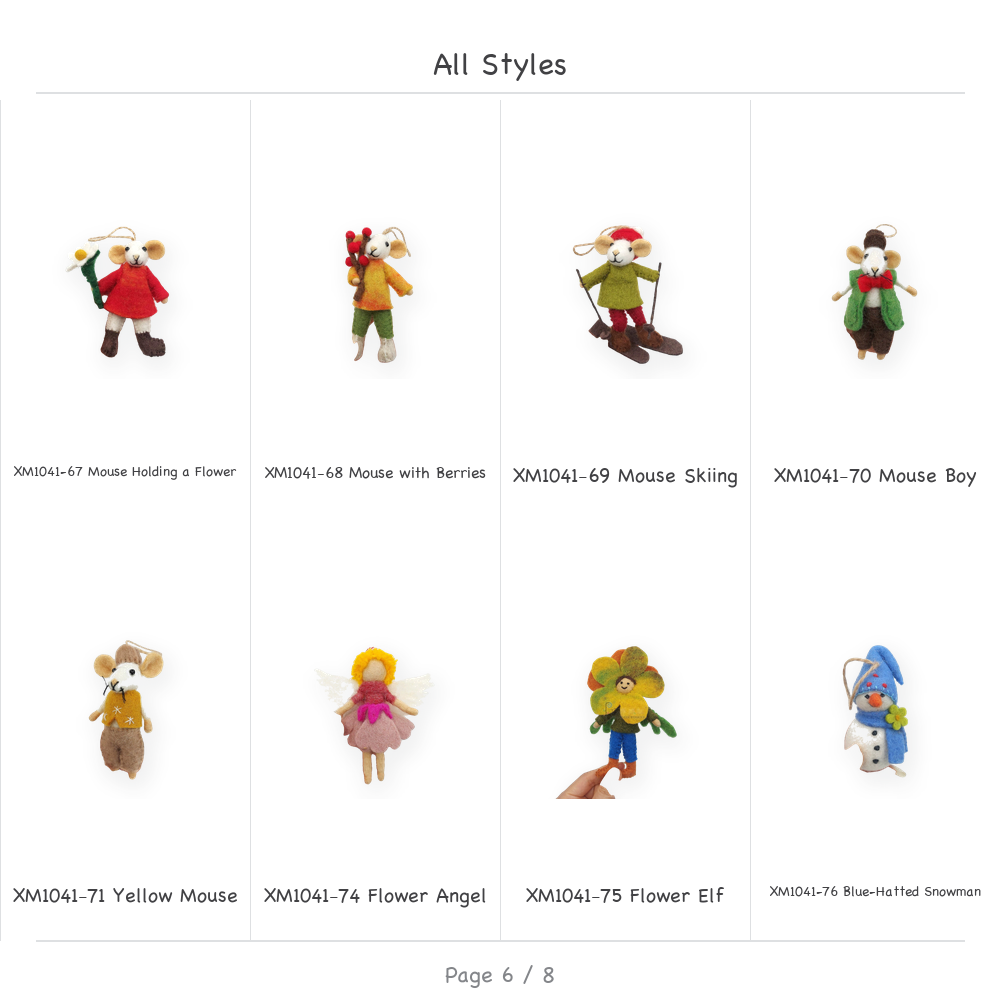 All Styles
XM1041-67 Mouse Holding a Flower
XM1041-68 Mouse with Berries
XM1041-69 Mouse Skiing
XM1041-70 Mouse Boy
XM1041-71 Yellow Mouse
XM1041-74 Flower Angel
XM1041-75 Flower Elf
XM1041-76 Blue-Hatted Snowman
Page 6 / 8